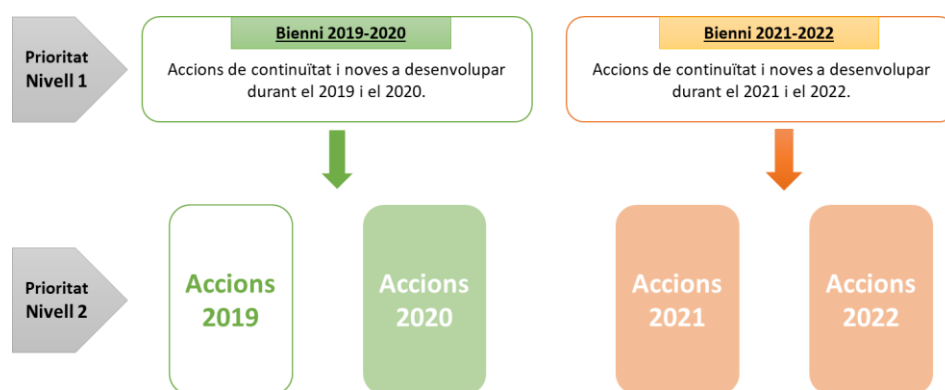 Prioritat
Nivell 1
Bienni 2019-2020
Accions de continuïtat i noves a desenvolupar
durant el 2019 i el 2020.
Bienni 2021-2022
Accions de continuïtat i noves a desenvolupar
durant el 2021 i el 2022.
Prioritat
Nivell 2
Accions
2019
Accions
2020
Accions
2021
Accions
2022